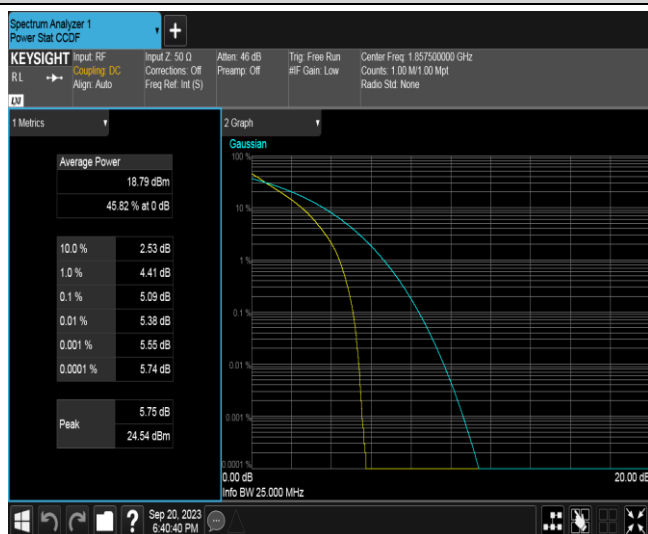 Spectrum Analyzer 1
Power Stat CCDF
+
KEYSIGHT
RL
LXI
Input: RF
Coupling: DC
Align: Auto
Input Z: 50 Ω
Corrections: Off
Freq Ref: Int (S)
Atten: 46 dB
Preamp: Off
Trig: Free Run
#IF Gain: Low
Center Freq: 1.857500000 GHz
Counts: 1.00 M/1.00 Mpt
Radio Std: None
1 Metrics
Average Power
18.79 dBm
45.82 % at 0 dB
10.0 % 2.53 dB
1.0 % 4.41 dB
0.1 % 5.09 dB
0.01 % 5.38 dB
0.001 % 5.55 dB
0.0001 % 5.74 dB
Peak
5.75 dB
24.54 dBm
2 Graph
Gaussian
100 %
10 %
1 %
0.1 %
0.01 %
0.001 %
0.0001 %
0.00 dB 20.00 dB
Info BW 25.000 MHz
?
Sep 20, 2023
6:40:40 PM